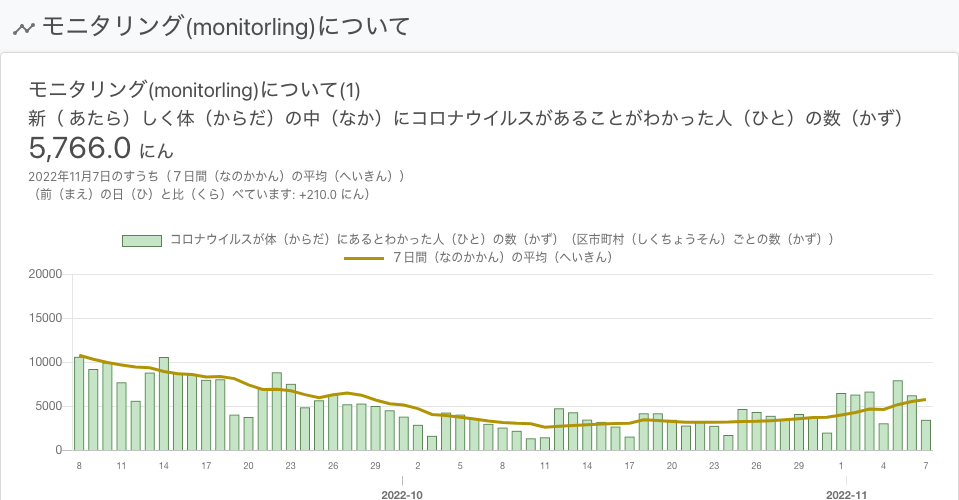 モニタリング(monitorling)について
モニタリング(monitorling)について(1)
新（ あたら）しく体（からだ）の中（なか）にコロナウイルスがあることがわかった人（ひと）の数（かず）
5,766.0 にん
2022年11月7日のすうち（７日間（なのかかん）の平均（へいきん））
（前（まえ）の日（ひ）と比（くら）べています: +210.0 にん）
コロナウイルスが体（からだ）にあるとわかった人（ひと）の数（かず）（区市町村（しくちょうそん）ごとの数（かず））
７日間（なのかかん）の平均（へいきん）
20000
15000
10000
5000
0
8 11 14 17 20 23 26 29 2 5 8 11 14 17 20 23 26 29 1 4 7
2022-10 2022-11